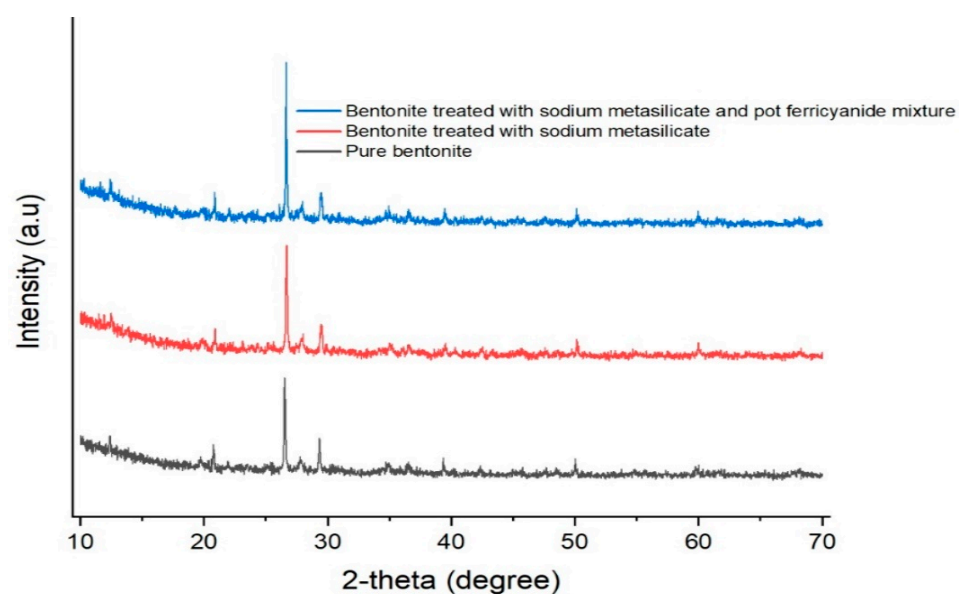 Bentonite treated with sodium metasilicate and pot ferricyanide mixture
Bentonite treated with sodium metasilicate
Pure bentonite
Intensity (a.u)
10 20 30 40 50 60 70
2-theta (degree)